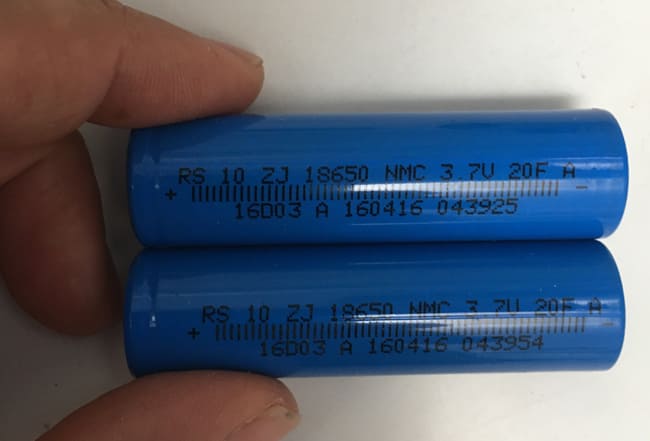 RS 10 ZJ 18650 NMC 3.7V 20F A
+ -
16D03 A 160416 043925
RS 10 ZJ 18650 NMC 3.7V 20F A
+ -
16D03 A 160416 043954